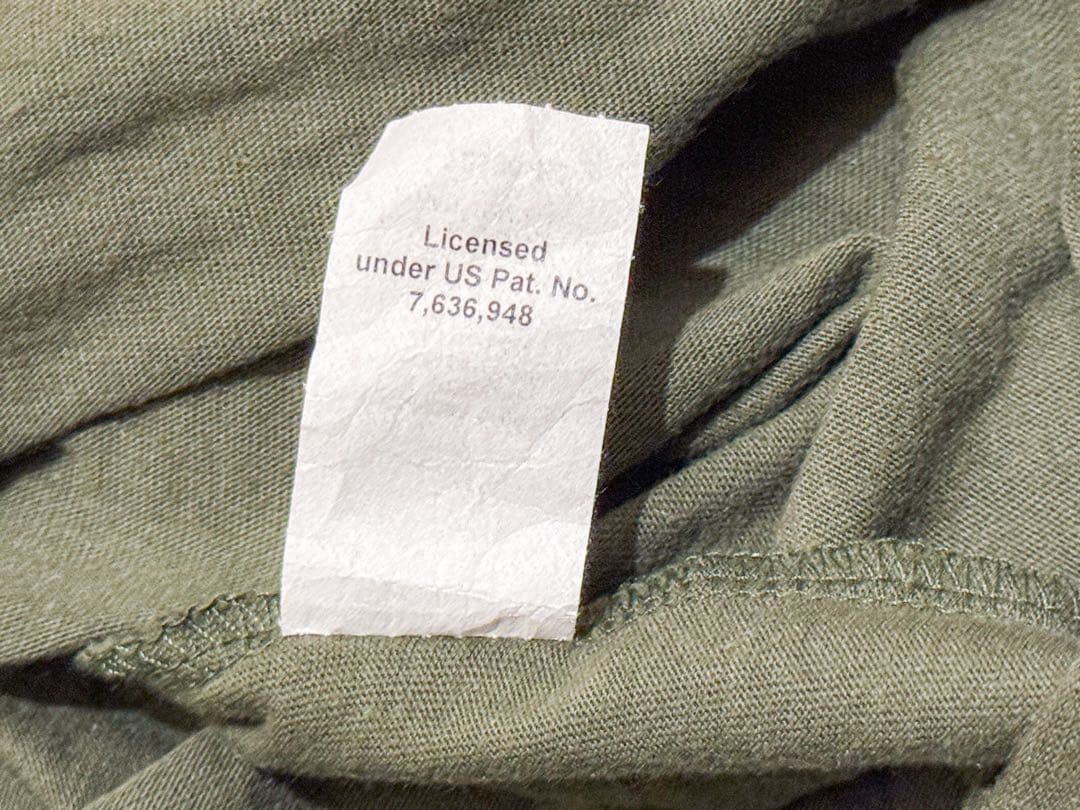 Licensed
under US Pat. No.
7,636,948